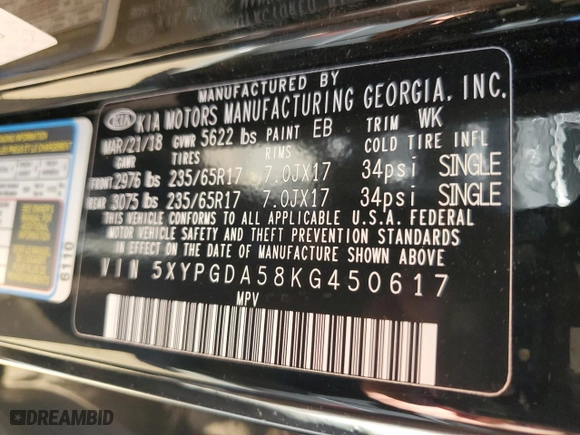 MANUFACTURED BY
KIA KIA MOTORS MANUFACTURING GEORGIA, INC.
MAR/21/18 GVWR 5622 lbs PAINT EB TRIM WK
GAWR TIRES RIMS COLD TIRE INFL
FRONT 2976 lbs 235/65R17 7.0JX17 34psi SINGLE
REAR 3075 lbs 235/65R17 7.0JX17 34psi SINGLE
THIS VEHICLE CONFORMS TO ALL APPLICABLE U.S.A. FEDERAL
MOTOR VEHICLE SAFETY AND THEFT PREVENTION STANDARDS
IN EFFECT ON THE DATE OF MANUFACTURE SHOWN ABOVE.
VIN 5XYPGDA58KG450617
MPV
6110
DREAMBID